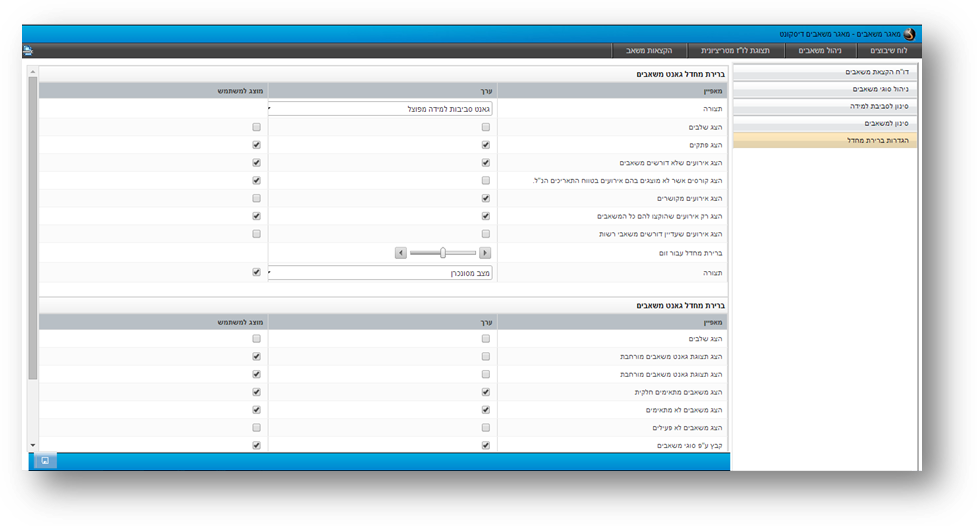 מאגר משאבים - מאגר משאבים דיסקונט
לוח שיבוצים
ניהול משאבים
תצוגת לו"ז מטריציונית
הקצאות משאב
דו"ח הקצאת משאבים
ניהול סוגי משאבים
סינון לסביבת למידה
סינון למשאבים
הגדרות ברירת מחדל
ברירת מחדל גאנט משאבים
מאפיין ערך מוצג למשתמש
תצורה גאנט סביבות למידה מפוצל
הצג שלבים
הצג פתקים
הצג אירועים שלא דורשים משאבים
הצג קורסים אשר לא מוצגים בהם אירועים בטווח התאריכים הנ"ל.
הצג אירועים מקושרים
הצג רק אירועים שהוקצו להם כל המשאבים
הצג אירועים שעדיין דורשים משאבי רשות
ברירת מחדל עבור זום
תצורה מצב מסונכרן
ברירת מחדל גאנט משאבים
מאפיין ערך מוצג למשתמש
הצג שלבים
הצג תצוגת גאנט משאבים מורחבת
הצג תצוגת גאנט משאבים מורחבת
הצג משאבים מתאימים חלקית
הצג משאבים לא מתאימים
הצג משאבים לא פעילים
קבץ ע"פ סוגי משאבים